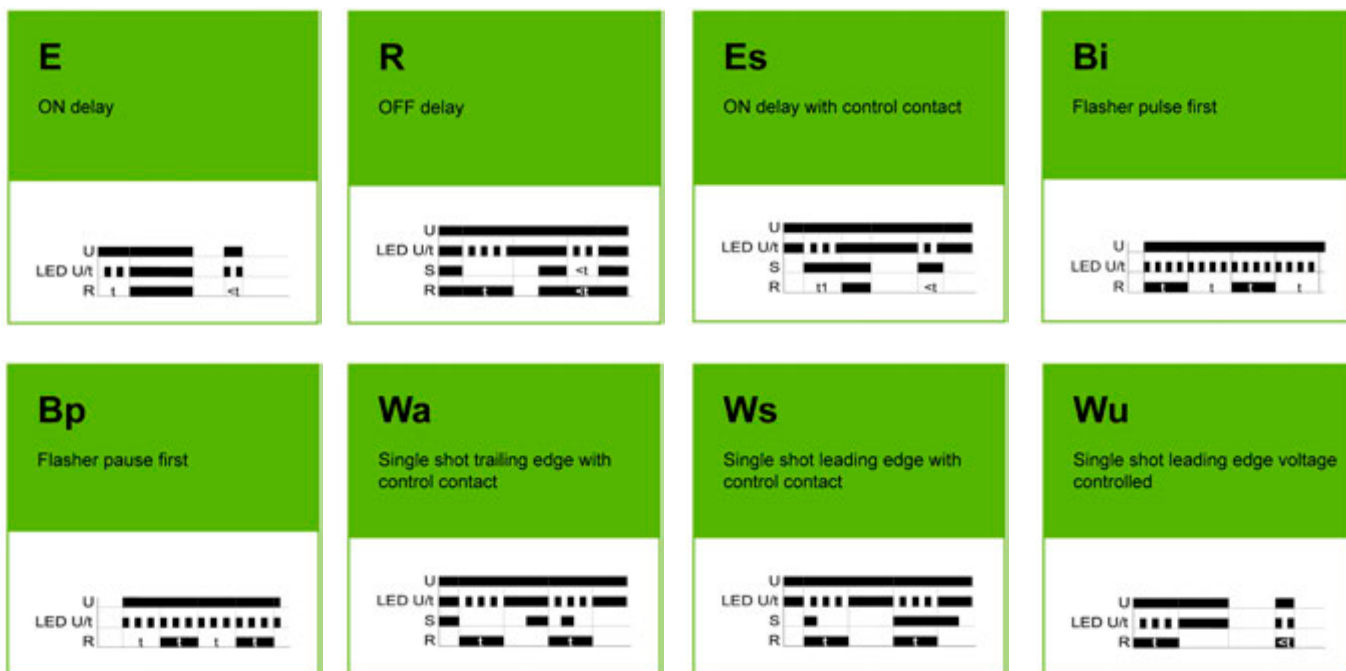 E
ON delay
U
LED U/t
R
t
<t
R
OFF delay
U
LED U/t
S
<t
R
t
<t
Es
ON delay with control contact
U
LED U/t
S
R
t1
<t
Bi
Flasher pulse first
U
LED U/t
R
t
t
t
t
Bp
Flasher pause first
U
LED U/t
R
t
t
t
t
Wa
Single shot trailing edge with
control contact
U
LED U/t
S
R
t
t
Ws
Single shot leading edge with
control contact
U
LED U/t
S
R
t
t
Wu
Single shot leading edge voltage
controlled
U
LED U/t
R
t
<t